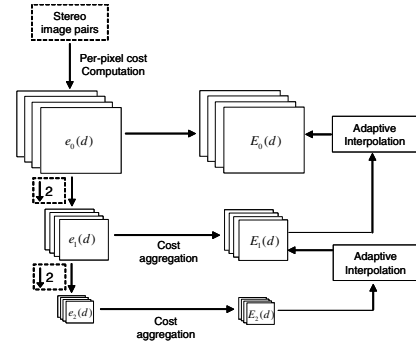 Stereo
image pairs
Per-pixel cost
Computation
e₀(d)
E₀(d)
Adaptive
Interpolation
↓2
e₁(d)
Cost
aggregation
E₁(d)
Adaptive
Interpolation
↓2
e₂(d)
Cost
aggregation
E₂(d)